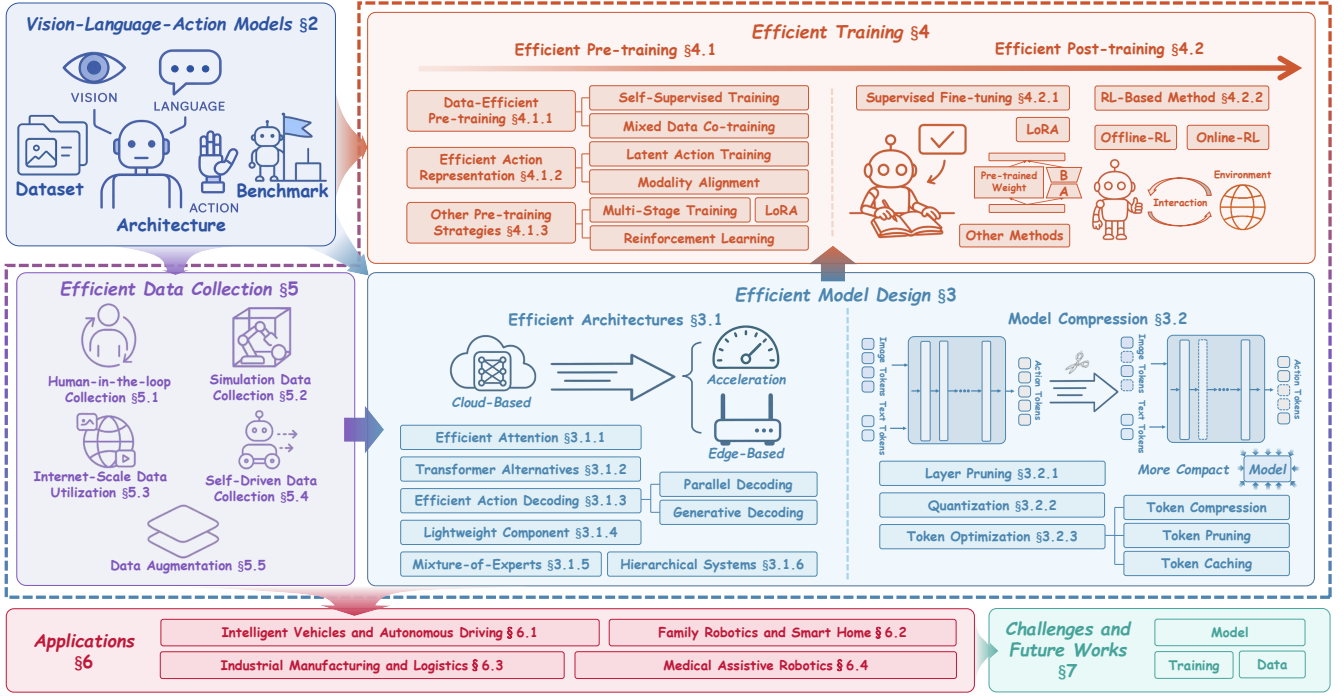 Vision-Language-Action Models §2
VISION
LANGUAGE
Dataset
ACTION
Benchmark
Architecture
Efficient Training §4
Efficient Pre-training §4.1
Efficient Post-training §4.2
Data-Efficient
Pre-training §4.1.1
Self-Supervised Training
Mixed Data Co-training
Efficient Action
Representation §4.1.2
Latent Action Training
Modality Alignment
Other Pre-training
Strategies §4.1.3
Multi-Stage Training
LoRA
Reinforcement Learning
Supervised Fine-tuning §4.2.1
LoRA
Pre-trained
Weight
B
A
Other Methods
RL-Based Method §4.2.2
Offline-RL
Online-RL
Interaction
Environment
Efficient Data Collection §5
Human-in-the-loop
Collection §5.1
Simulation Data
Collection §5.2
Internet-Scale Data
Utilization §5.3
Self-Driven Data
Collection §5.4
Data Augmentation §5.5
Efficient Model Design §3
Efficient Architectures §3.1
Cloud-Based
Acceleration
Edge-Based
Efficient Attention §3.1.1
Transformer Alternatives §3.1.2
Efficient Action Decoding §3.1.3
Parallel Decoding
Generative Decoding
Lightweight Component §3.1.4
Mixture-of-Experts §3.1.5
Hierarchical Systems §3.1.6
Model Compression §3.2
Image Tokens
Text Tokens
Action Tokens
Image Tokens
Text Tokens
Action Tokens
More Compact
Model
Layer Pruning §3.2.1
Quantization §3.2.2
Token Optimization §3.2.3
Token Compression
Token Pruning
Token Caching
Applications
§6
Intelligent Vehicles and Autonomous Driving § 6.1
Family Robotics and Smart Home § 6.2
Industrial Manufacturing and Logistics § 6.3
Medical Assistive Robotics § 6.4
Challenges and
Future Works
§7
Model
Training
Data